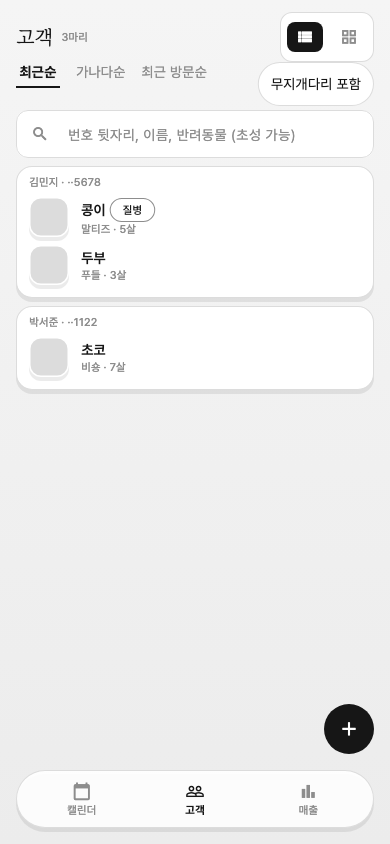 고객 3마리
최근순 가나다순 최근 방문순
무지개다리 포함
번호 뒷자리, 이름, 반려동물 (초성 가능)
김민지 · ··5678
콩이 질병
말티즈 · 5살
두부
푸들 · 3살
박서준 · ··1122
초코
비숑 · 7살
캘린더 고객 매출